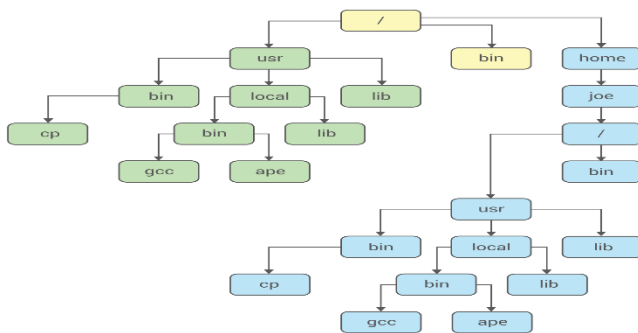 /
usr
bin
home
bin
local
lib
joe
cp
bin
lib
/
gcc
ape
bin
usr
bin
local
lib
cp
bin
lib
gcc
ape